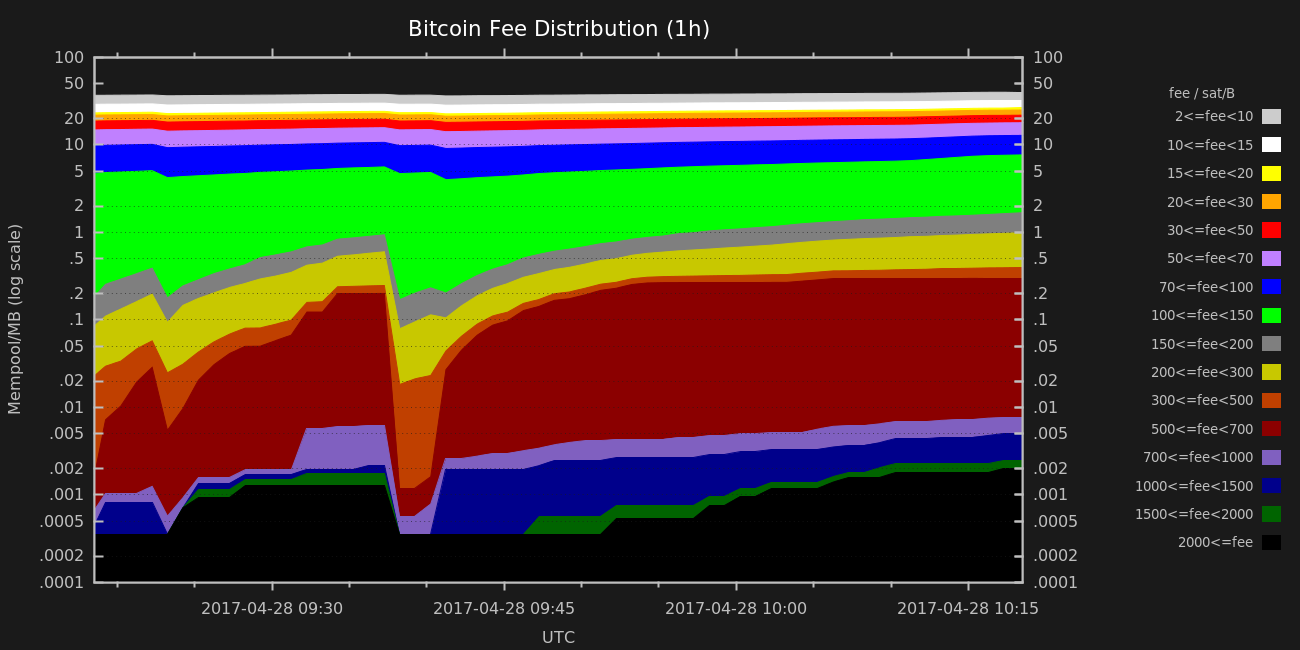 Bitcoin Fee Distribution (1h)
100
50
20
10
5
2
1
.5
.2
.1
.05
.02
.01
.005
.002
.001
.0005
.0002
.0001
Mempool/MB (log scale)
100
50
20
10
5
2
1
.5
.2
.1
.05
.02
.01
.005
.002
.001
.0005
.0002
.0001
fee / sat/B
2<=fee<10
10<=fee<15
15<=fee<20
20<=fee<30
30<=fee<50
50<=fee<70
70<=fee<100
100<=fee<150
150<=fee<200
200<=fee<300
300<=fee<500
500<=fee<700
700<=fee<1000
1000<=fee<1500
1500<=fee<2000
2000<=fee
2017-04-28 09:30 2017-04-28 09:45 2017-04-28 10:00 2017-04-28 10:15
UTC